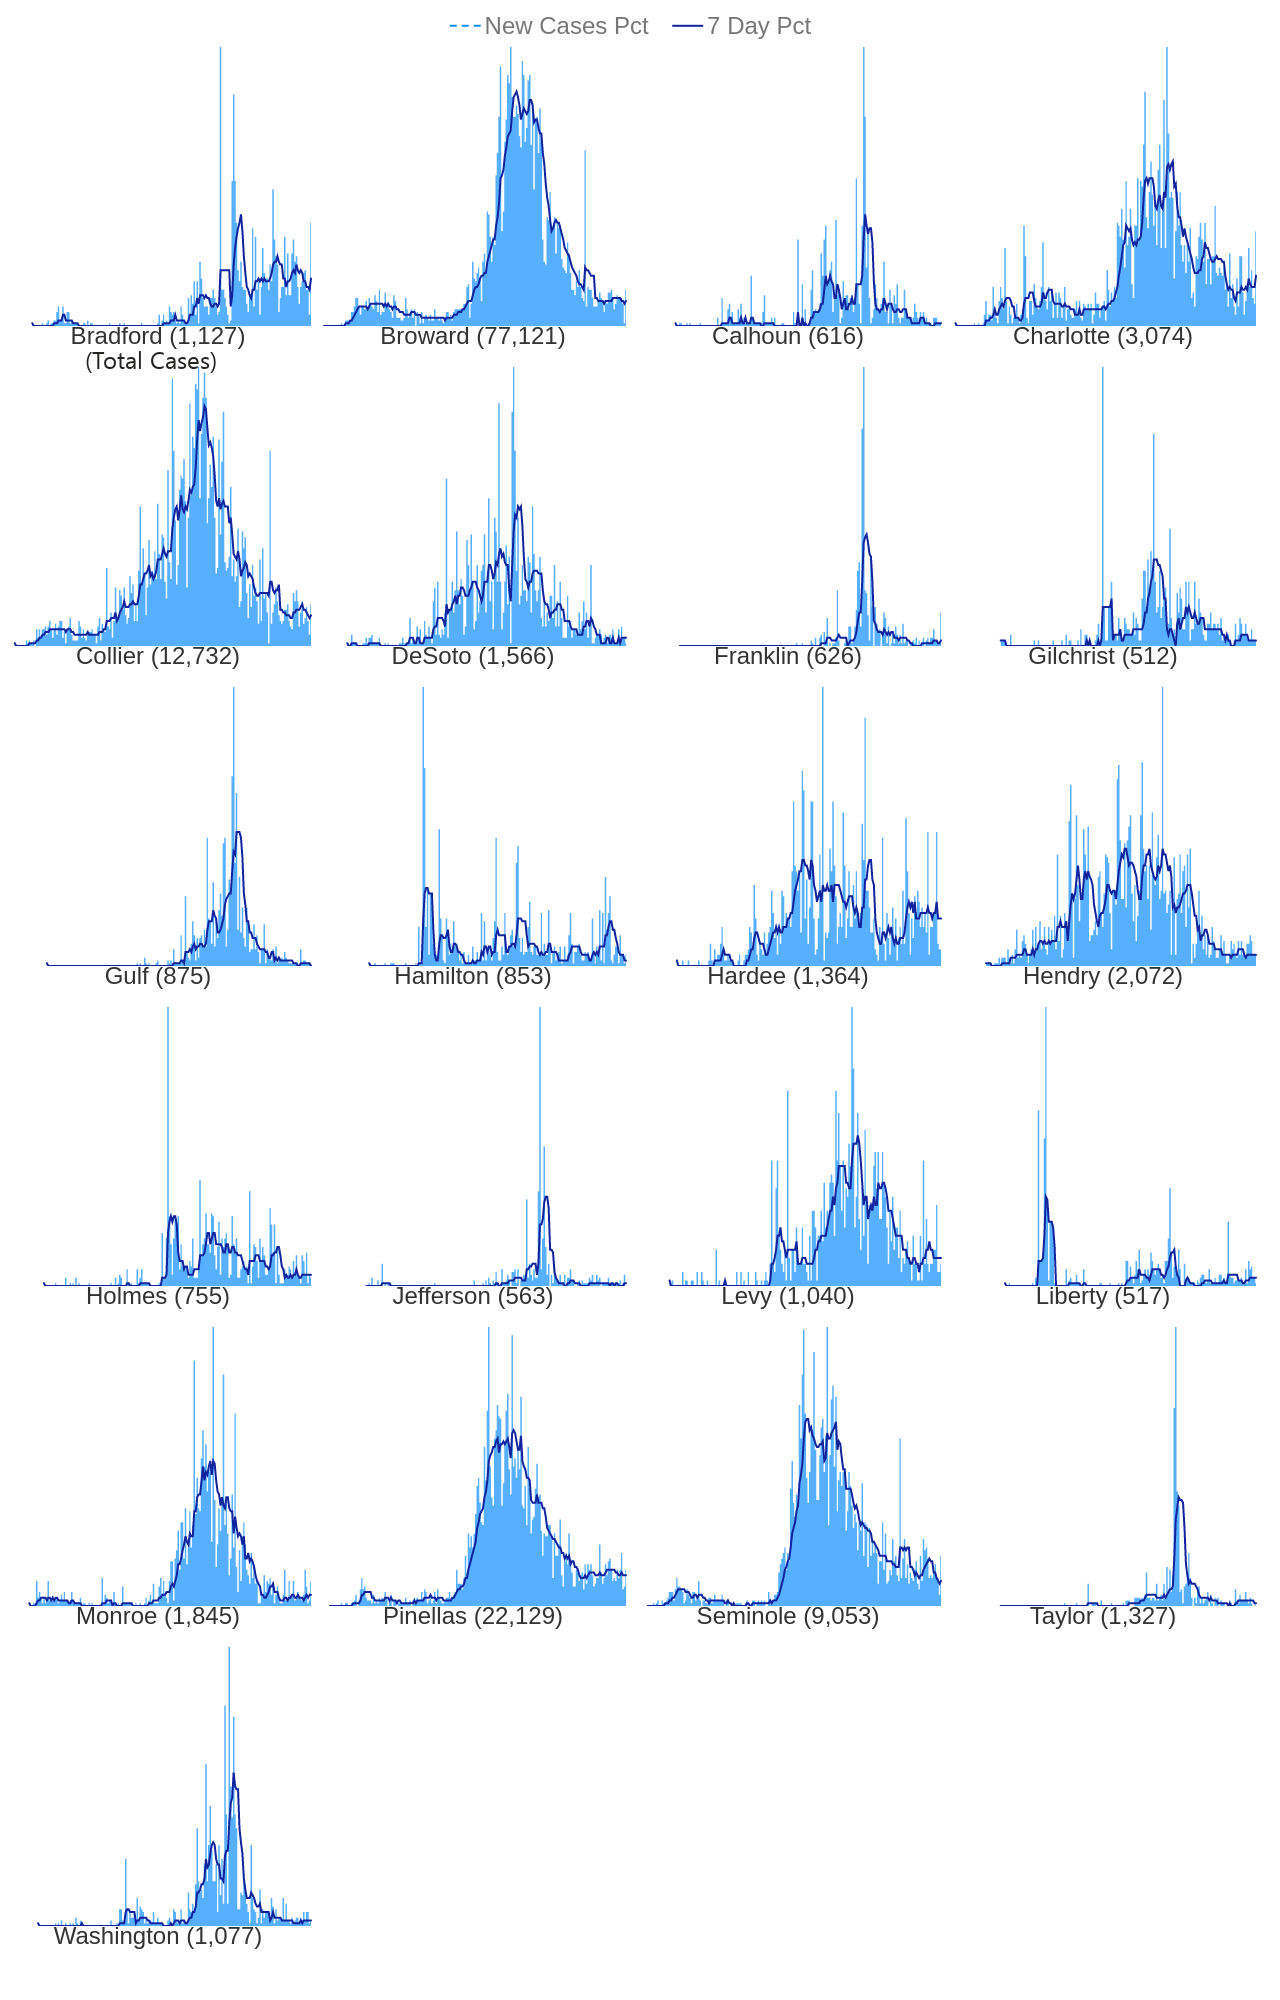 New Cases Pct 7 Day Pct
Bradford (1,127) Broward (77,121) Calhoun (616) Charlotte (3,074)
(Total Cases)
Collier (12,732) DeSoto (1,566) Franklin (626) Gilchrist (512)
Gulf (875) Hamilton (853) Hardee (1,364) Hendry (2,072)
Holmes (755) Jefferson (563) Levy (1,040) Liberty (517)
Monroe (1,845) Pinellas (22,129) Seminole (9,053) Taylor (1,327)
Washington (1,077)